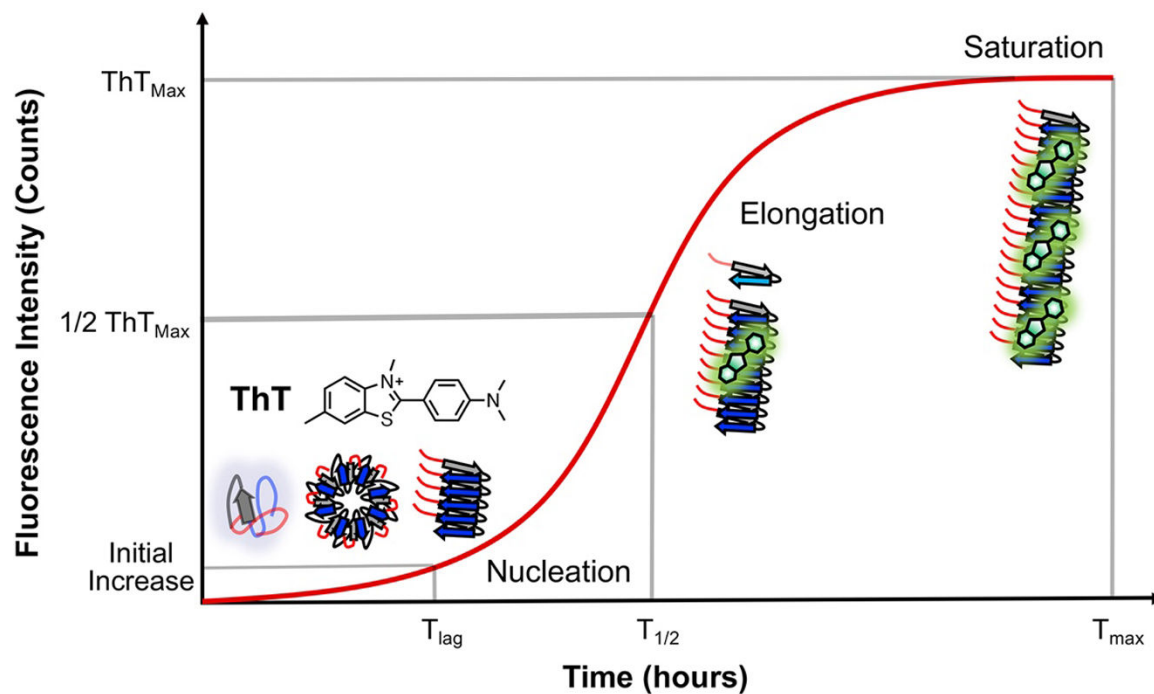 Saturation
ThT_Max
Fluorescence Intensity (Counts)
Elongation
1/2 ThT_Max
ThT
N+
S
N
Initial
Increase
Nucleation
T_lag
T_1/2
T_max
Time (hours)